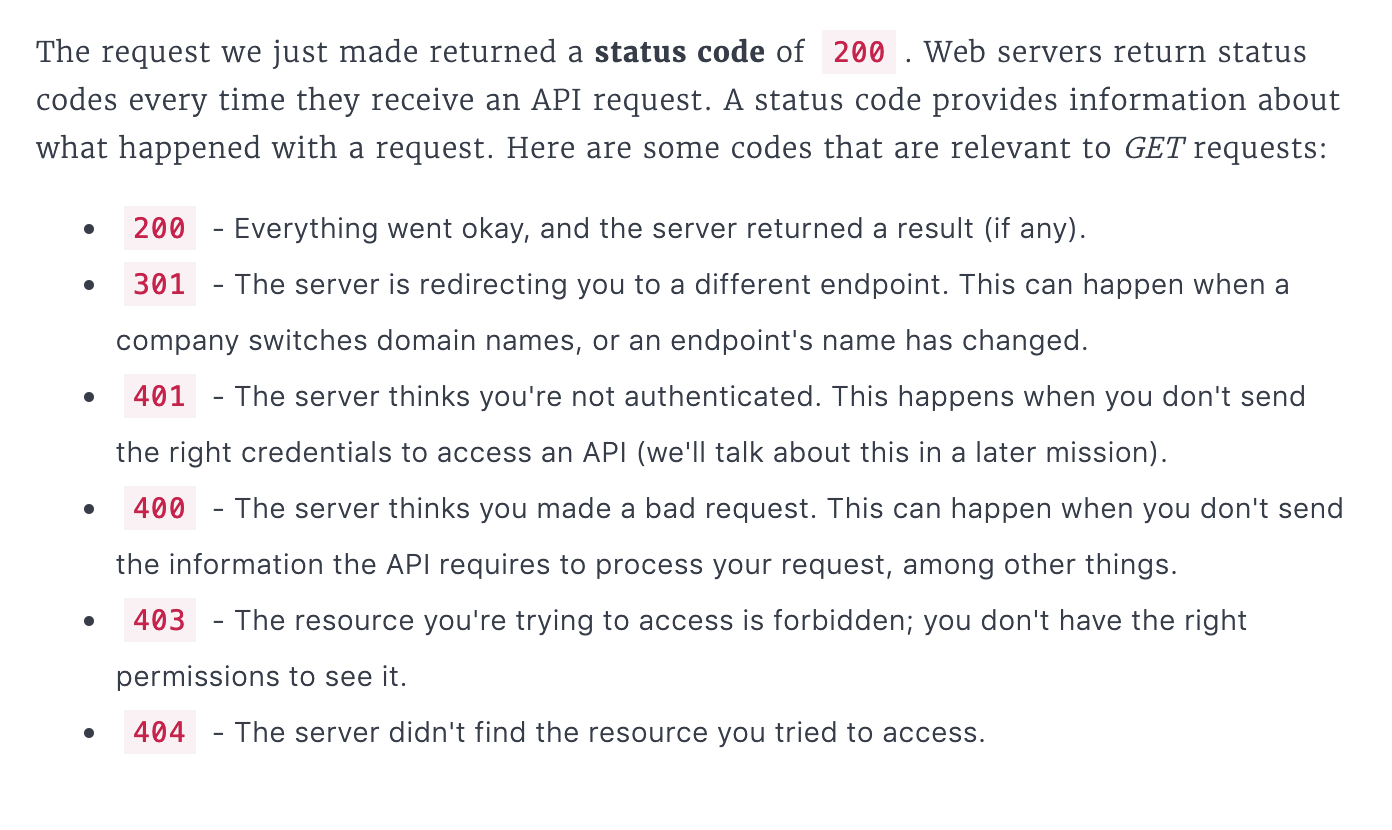 The request we just made returned a status code of 200 . Web servers return status
codes every time they receive an API request. A status code provides information about
what happened with a request. Here are some codes that are relevant to GET requests:
• 200 - Everything went okay, and the server returned a result (if any).
• 301 - The server is redirecting you to a different endpoint. This can happen when a
company switches domain names, or an endpoint's name has changed.
• 401 - The server thinks you're not authenticated. This happens when you don't send
the right credentials to access an API (we'll talk about this in a later mission).
• 400 - The server thinks you made a bad request. This can happen when you don't send
the information the API requires to process your request, among other things.
• 403 - The resource you're trying to access is forbidden; you don't have the right
permissions to see it.
• 404 - The server didn't find the resource you tried to access.